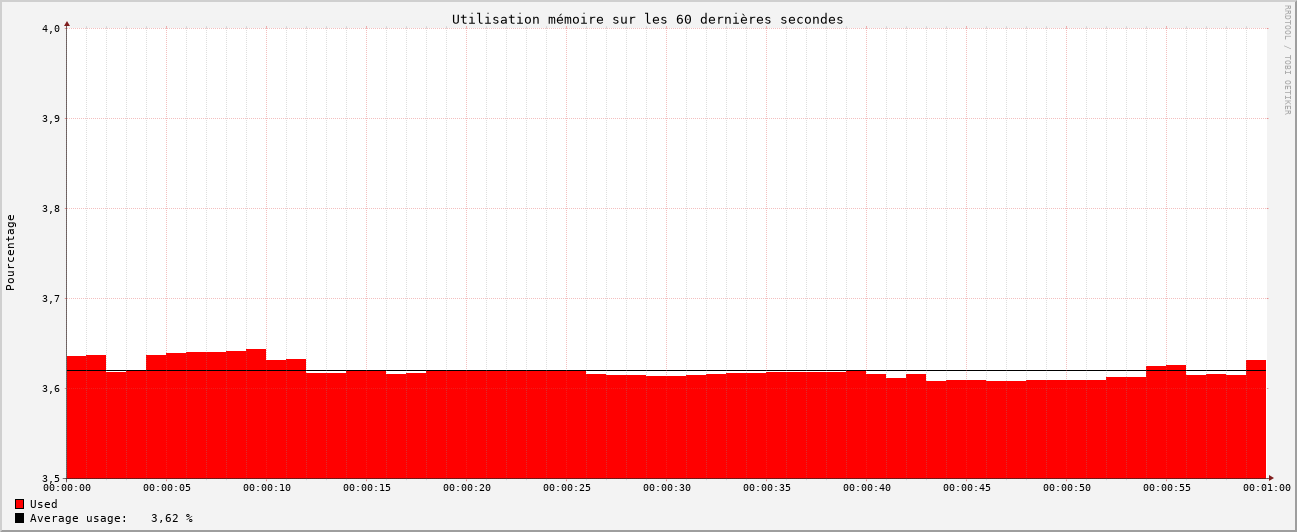 Utilisation mémoire sur les 60 dernières secondes
RRDTOOL / TOBI OETIKER
Pourcentage
4,0
3,9
3,8
3,7
3,6
3,5
00:00:00 00:00:05 00:00:10 00:00:15 00:00:20 00:00:25 00:00:30 00:00:35 00:00:40 00:00:45 00:00:50 00:00:55 00:01:00
Used
Average usage: 3,62 %